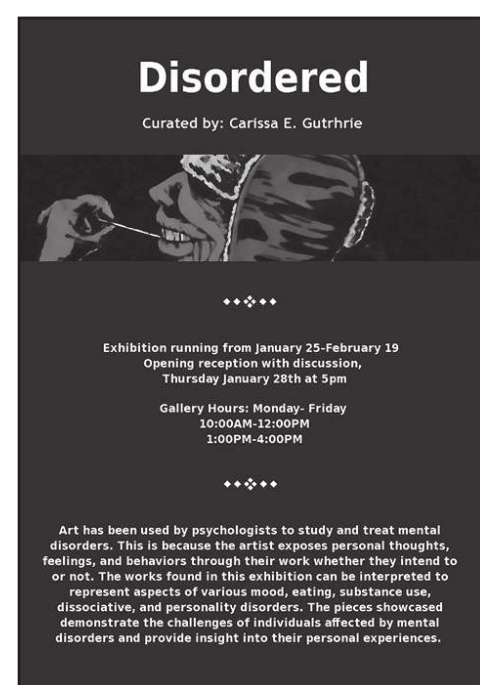 Disordered
Curated by: Carissa E. Gutrhrie
Exhibition running from January 25-February 19
Opening reception with discussion,
Thursday January 28th at 5pm
Gallery Hours: Monday- Friday
10:00AM-12:00PM
1:00PM-4:00PM
Art has been used by psychologists to study and treat mental
disorders. This is because the artist exposes personal thoughts,
feelings, and behaviors through their work whether they intend to
or not. The works found in this exhibition can be interpreted to
represent aspects of various mood, eating, substance use,
dissociative, and personality disorders. The pieces showcased
demonstrate the challenges of individuals affected by mental
disorders and provide insight into their personal experiences.